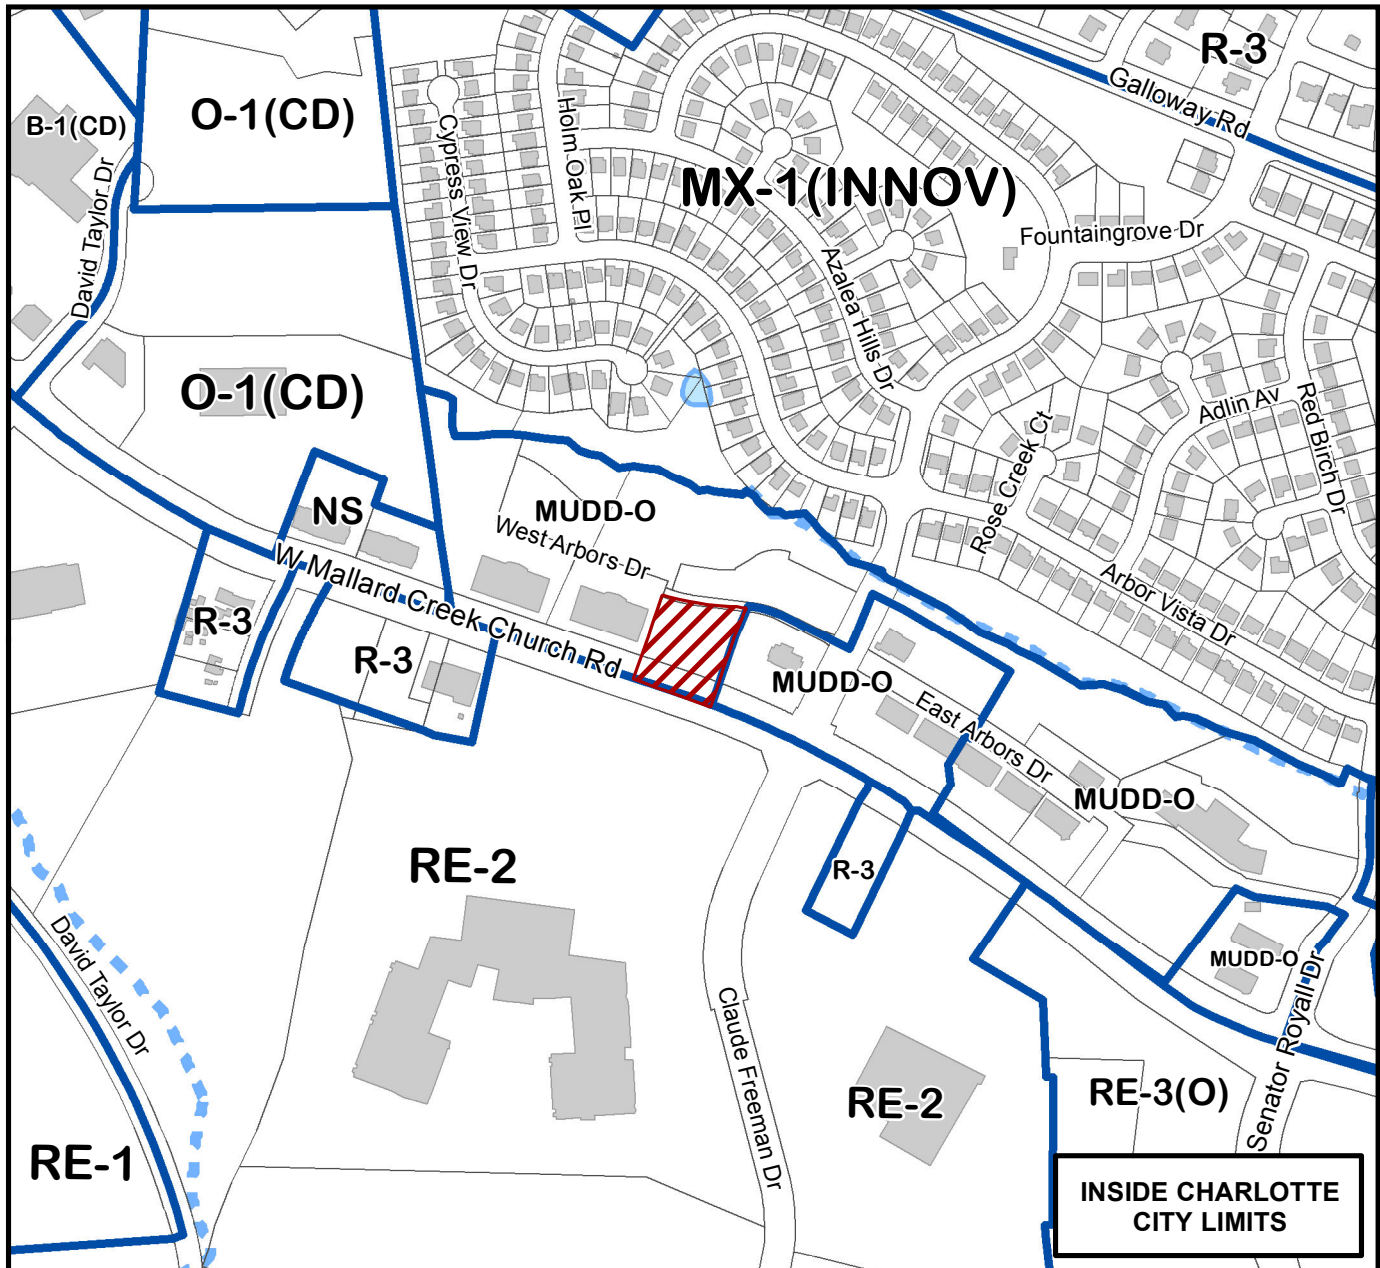 R-3
Galloway Rd
O-1(CD)
B-1(CD)
Holm Oak Pl
Cypress View Dr
MX-1(INNOV)
David Taylor Dr
Fountaingrove Dr
Azalea Hills Dr
O-1(CD)
Adlin Av
Red Birch Dr
Rose Creek Ct
NS
MUDD-O
West Arbors Dr
W Mallard Creek Church Rd
Arbor Vista Dr
R-3
R-3
MUDD-O
East Arbors Dr
MUDD-O
RE-2
R-3
David Taylor Dr
MUDD-O
Claude Freeman Dr
Senator Royall Dr
RE-2
RE-3(O)
RE-1
INSIDE CHARLOTTE
CITY LIMITS